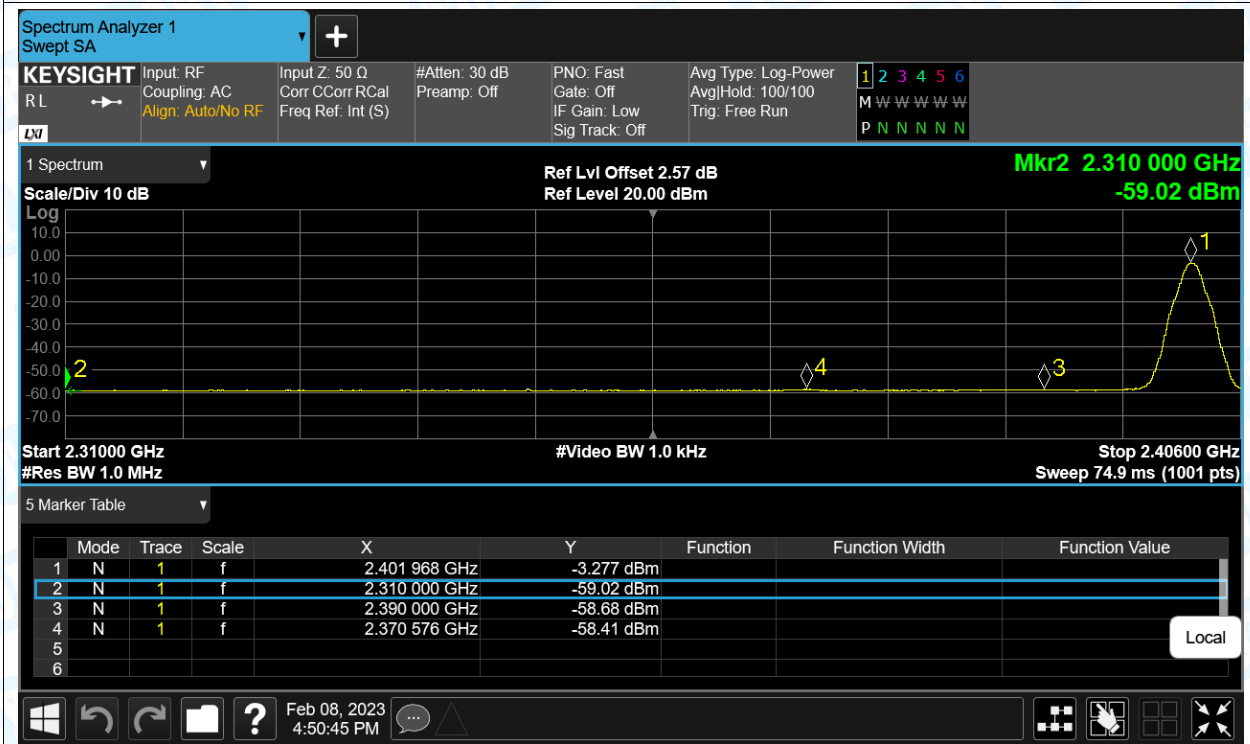 Spectrum Analyzer 1
Swept SA
+
KEYSIGHT Input: RF Input Z: 50 Ω #Atten: 30 dB PNO: Fast Avg Type: Log-Power 1 2 3 4 5 6
R L Coupling: AC Corr CCorr RCal Preamp: Off Gate: Off Avg|Hold: 100/100 M W W W W W
Align: Auto/No RF Freq Ref: Int (S) IF Gain: Low Trig: Free Run
LXI Sig Track: Off P N N N N N
1 Spectrum Ref Lvl Offset 2.57 dB Mkr2 2.310 000 GHz
Scale/Div 10 dB Ref Level 20.00 dBm -59.02 dBm
Log
10.0
1
0.00
-10.0
-20.0
-30.0
-40.0
-50.0 2 4 3
-60.0
-70.0
Start 2.31000 GHz #Video BW 1.0 kHz Stop 2.40600 GHz
#Res BW 1.0 MHz Sweep 74.9 ms (1001 pts)
5 Marker Table
Mode Trace Scale X Y Function Function Width Function Value
1 N 1 f 2.401 968 GHz -3.277 dBm
2 N 1 f 2.310 000 GHz -59.02 dBm
3 N 1 f 2.390 000 GHz -58.68 dBm
4 N 1 f 2.370 576 GHz -58.41 dBm
5
6
Local
? Feb 08, 2023
4:50:45 PM